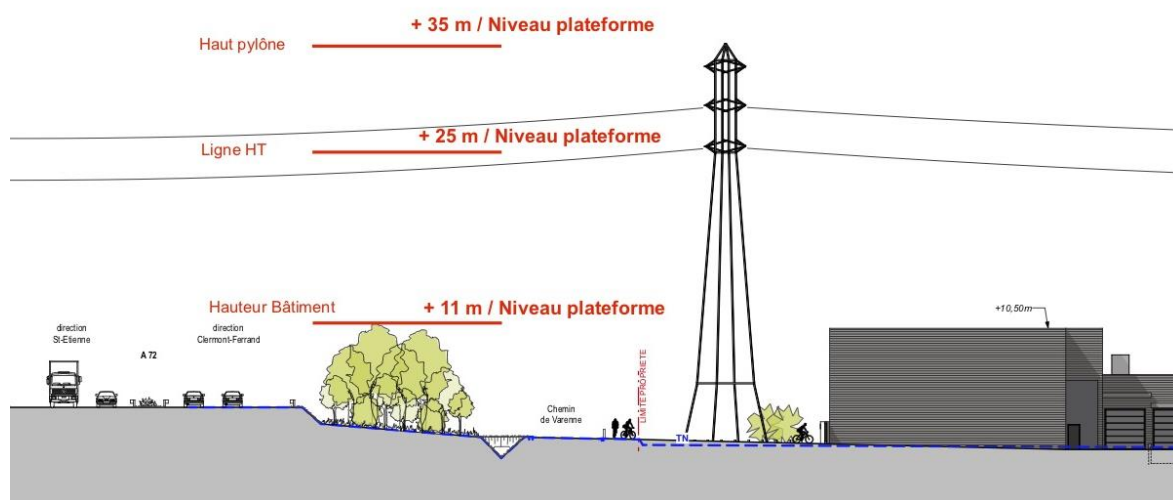 + 35 m / Niveau plateforme
Haut pylône
+ 25 m / Niveau plateforme
Ligne HT
Hauteur Bâtiment
+ 11 m / Niveau plateforme
+10,50m
direction
St-Etienne
A 72
direction
Clermont-Ferrand
LIMITE PROPRIETE
Chemin
de Varenne
TN